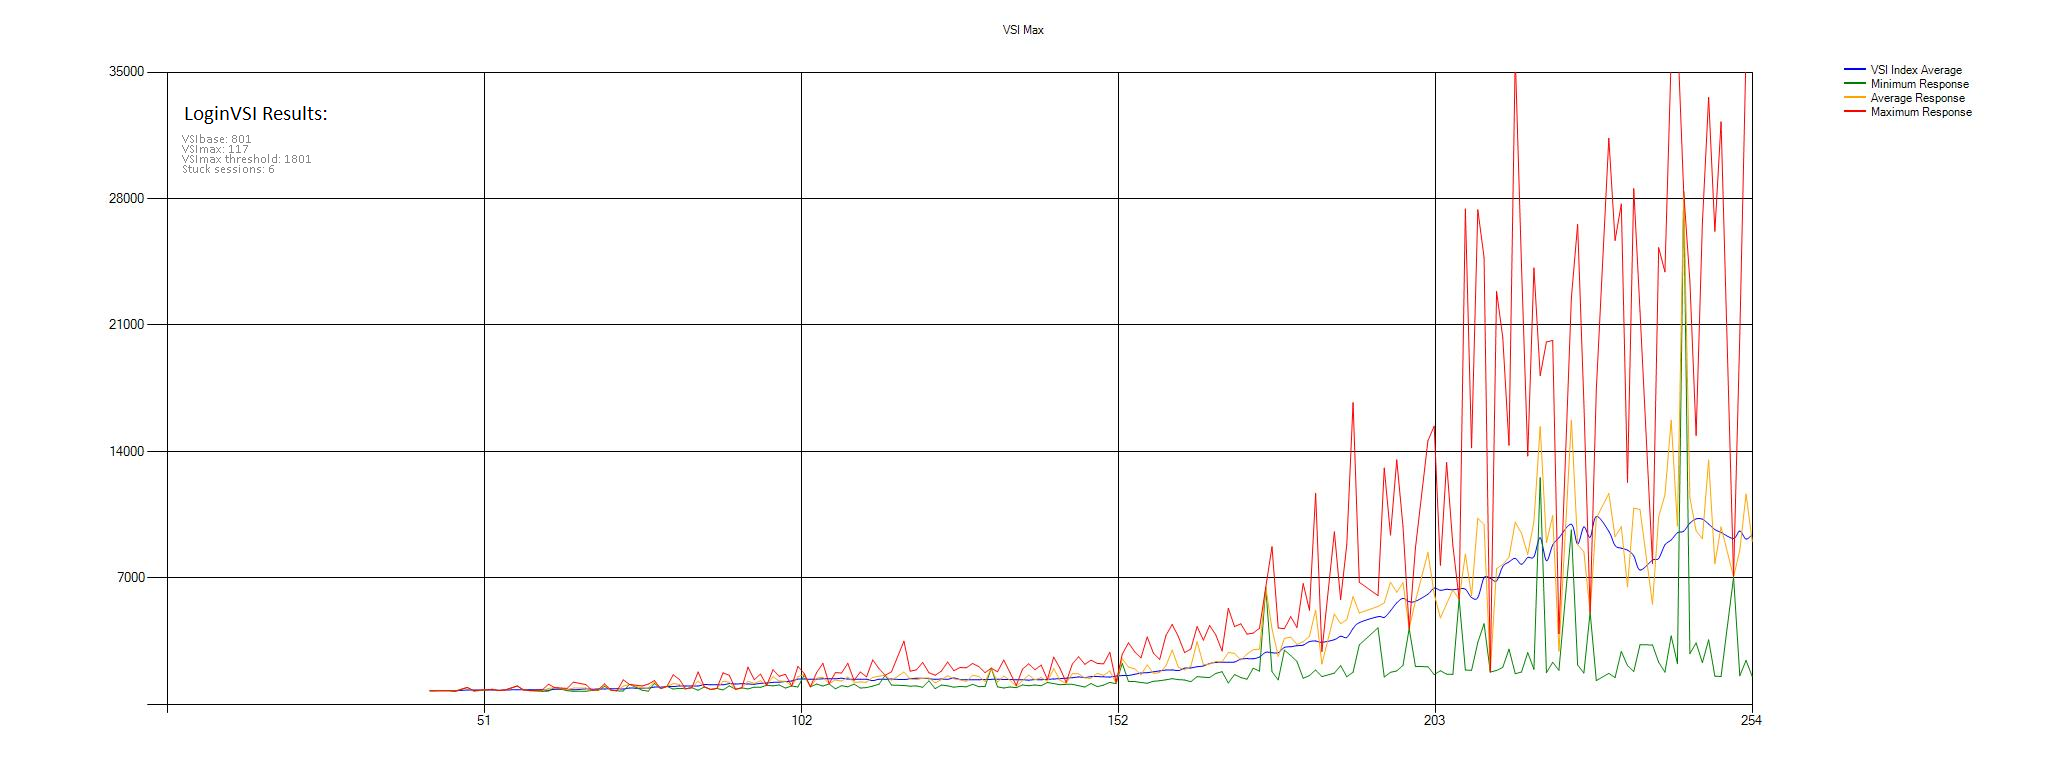 VSI Max
35000
28000
21000
14000
7000
LoginVSI Results:
VSIbase: 801
VSImax: 117
VSImax threshold: 1801
Stuck sessions: 6
VSI Index Average
Minimum Response
Average Response
Maximum Response
51
102
152
203
254